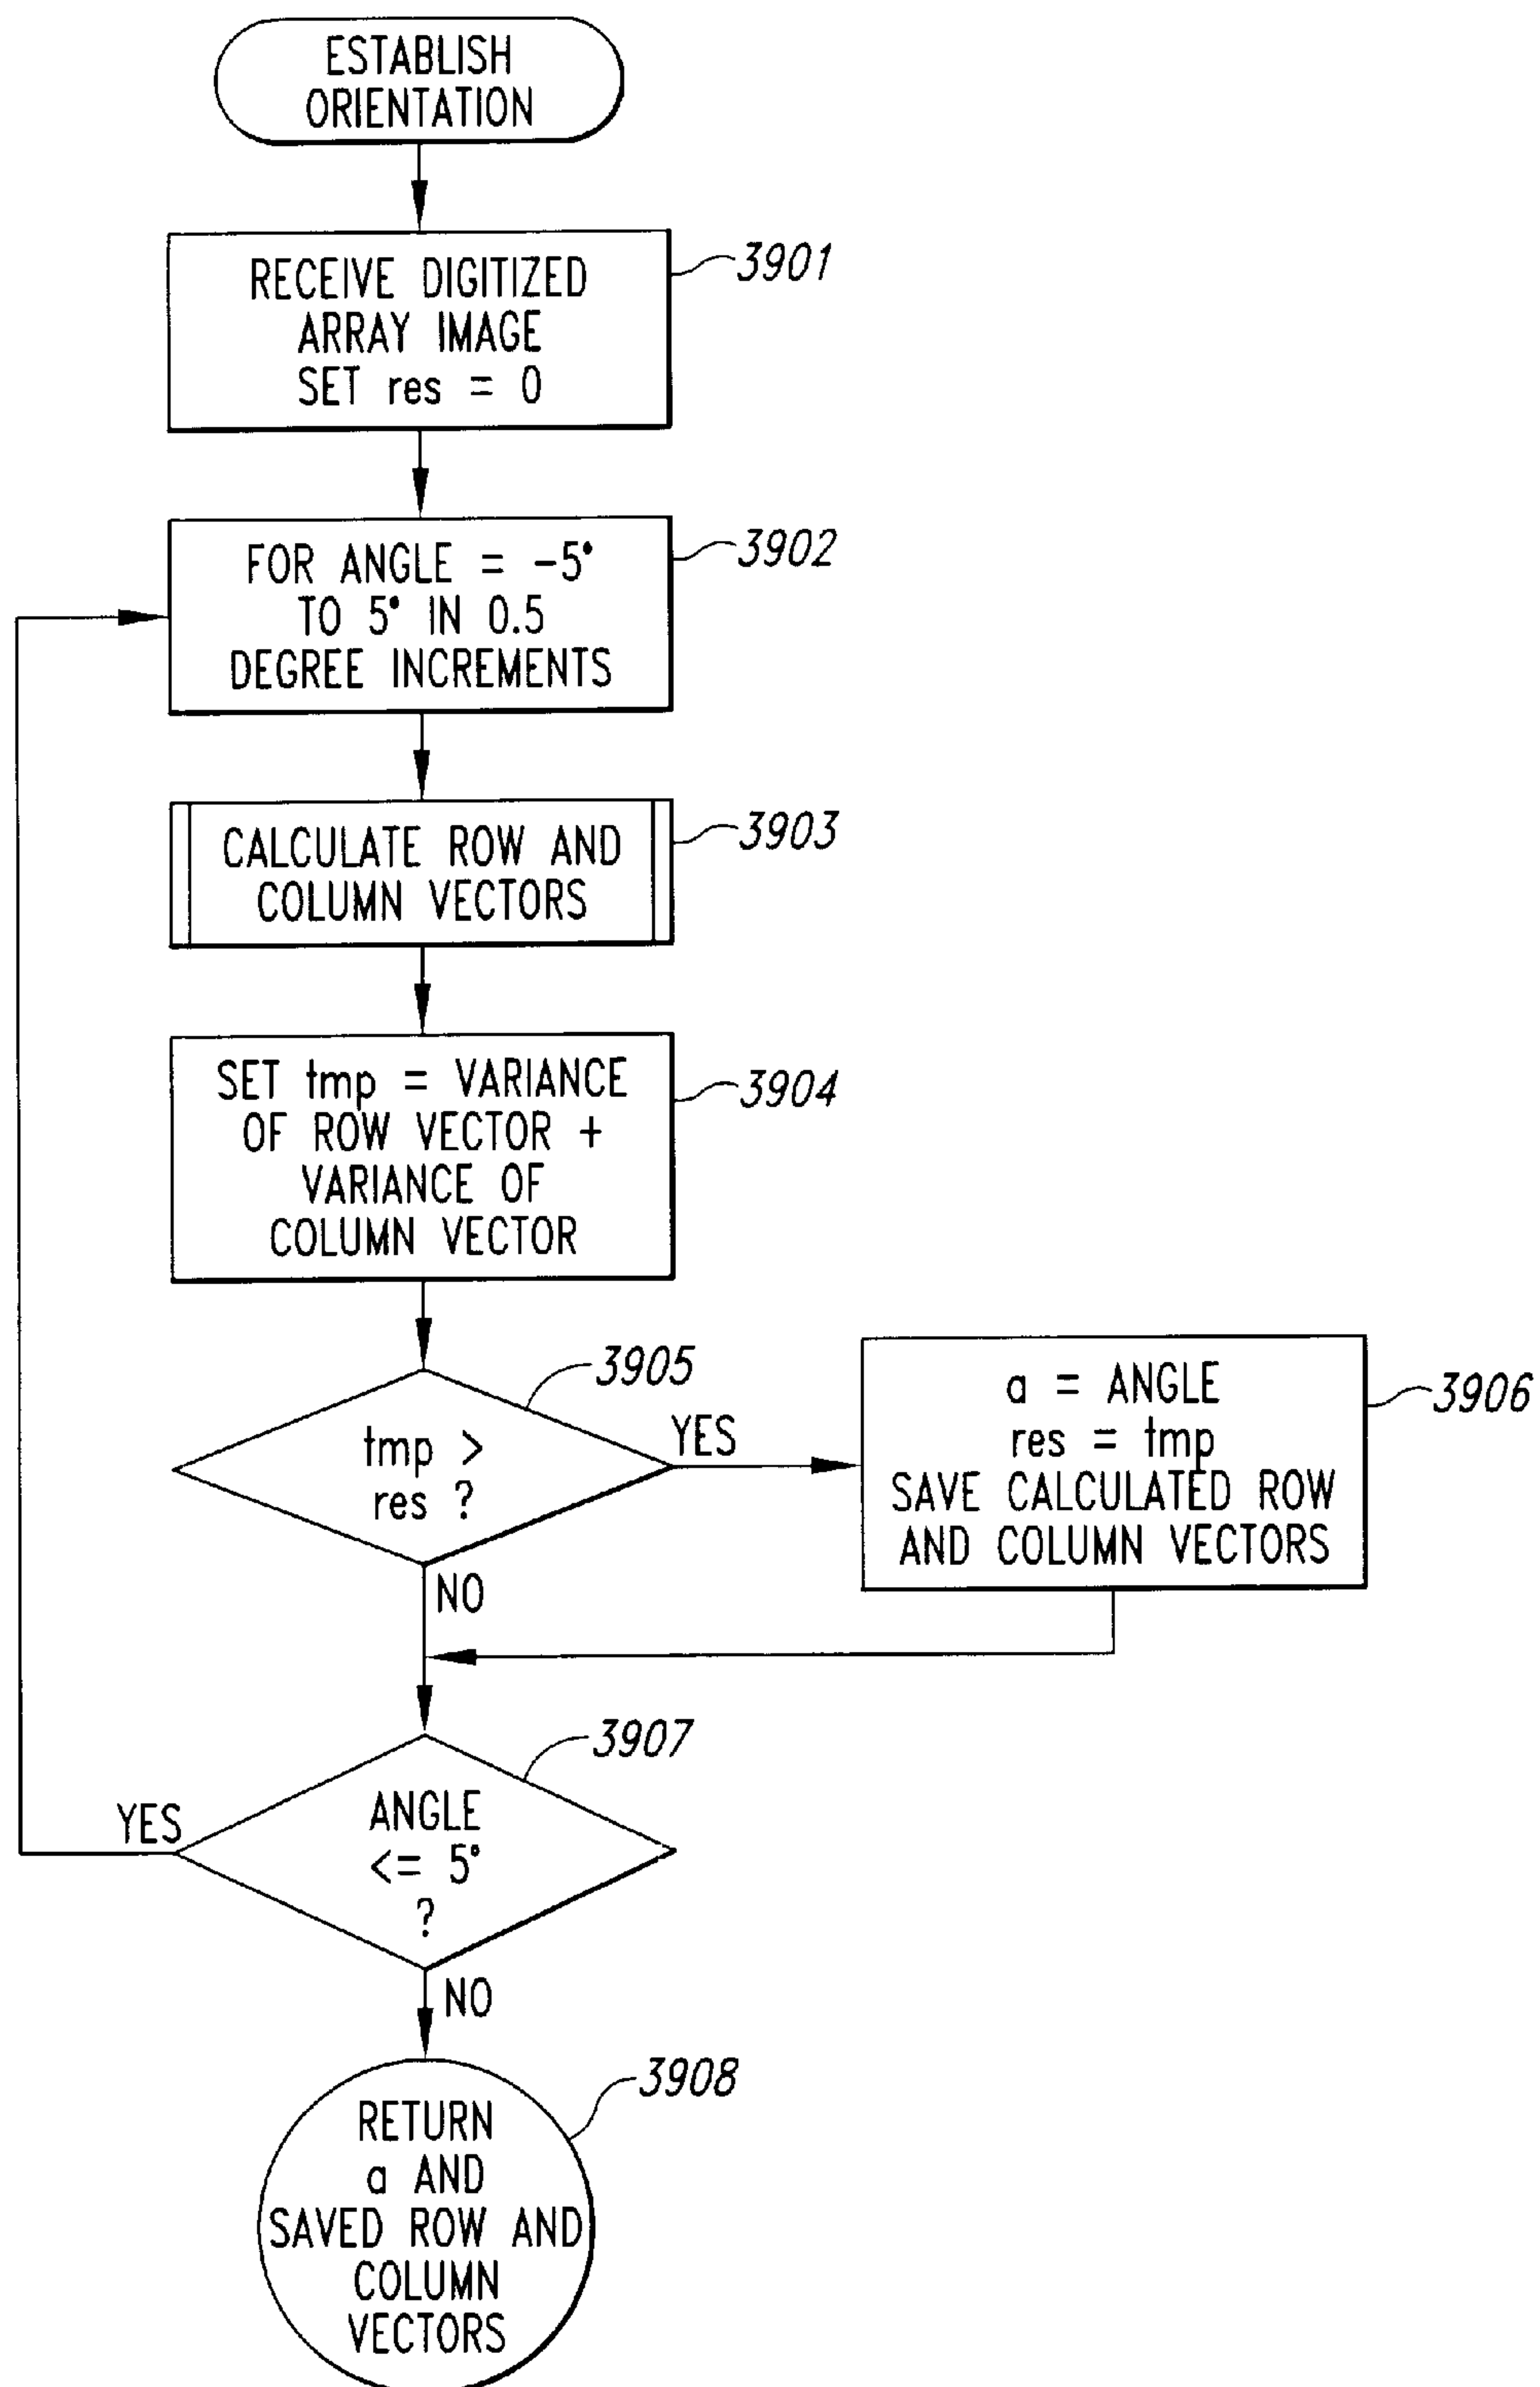 ESTABLISH
ORIENTATION
RECEIVE DIGITIZED
ARRAY IMAGE
SET res = 0
3901
FOR ANGLE = -5°
TO 5° IN 0.5
DEGREE INCREMENTS
3902
CALCULATE ROW AND
COLUMN VECTORS
3903
SET tmp = VARIANCE
OF ROW VECTOR +
VARIANCE OF
COLUMN VECTOR
3904
tmp >
res ?
3905
YES
NO
a = ANGLE
res = tmp
SAVE CALCULATED ROW
AND COLUMN VECTORS
3906
ANGLE
<= 5°
?
3907
YES
NO
RETURN
a AND
SAVED ROW AND
COLUMN
VECTORS
3908